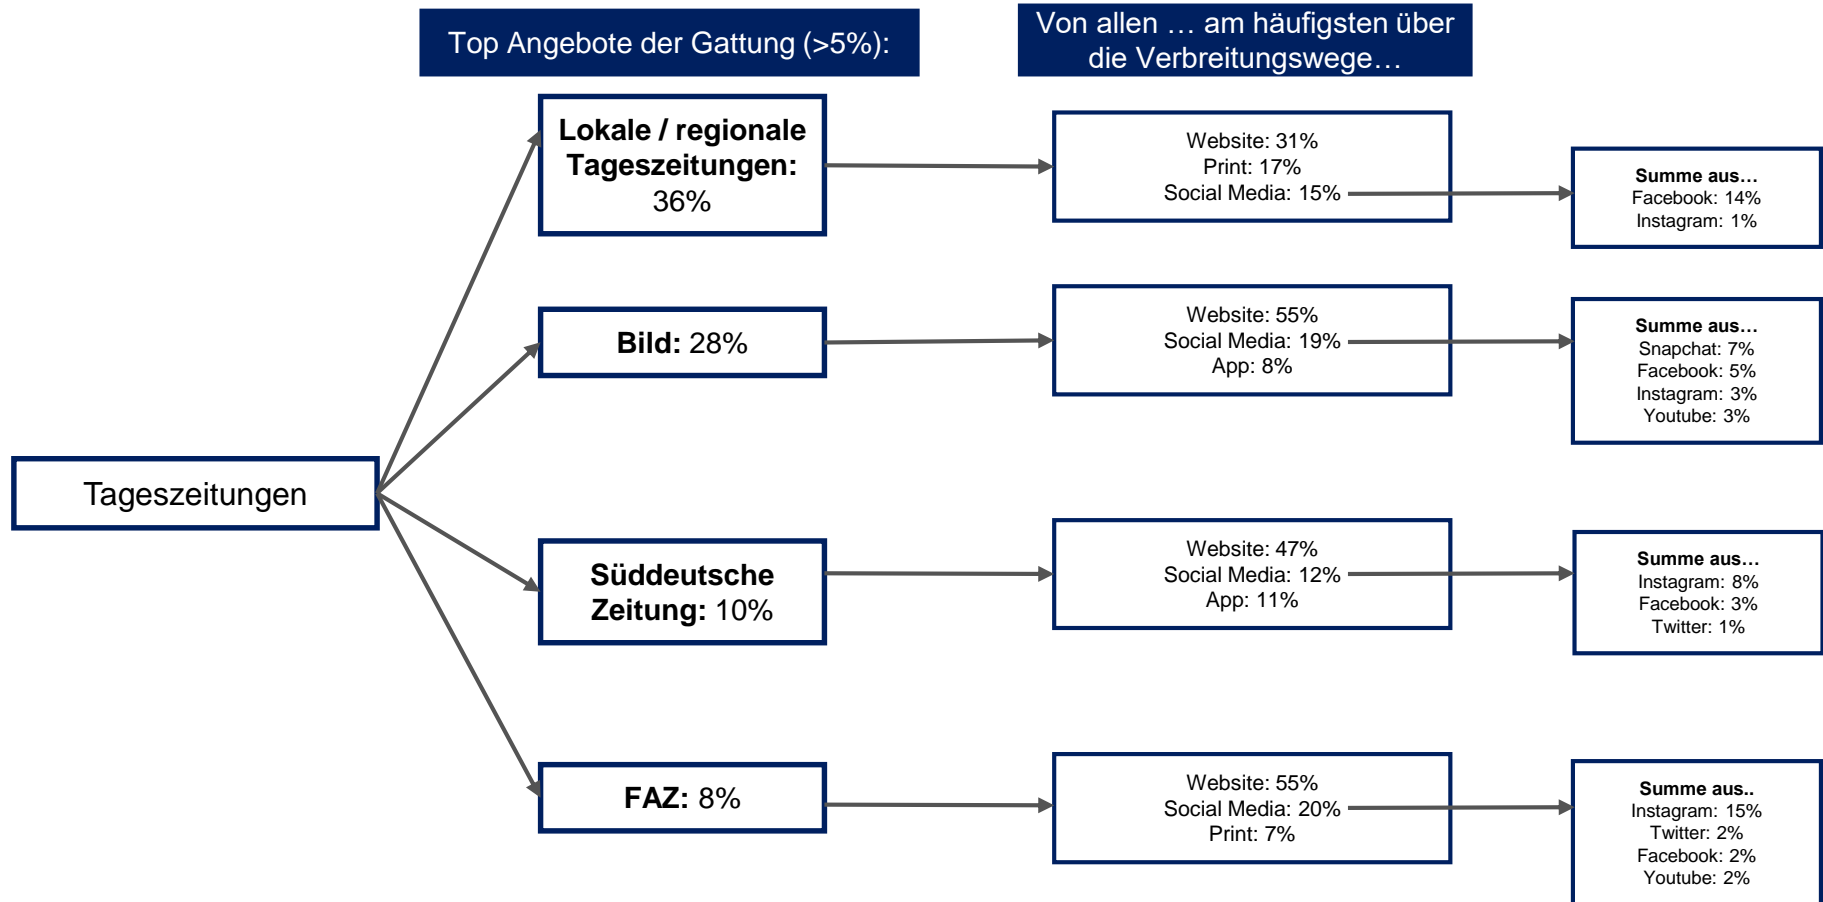 Top Angebote der Gattung (>5%):
Von allen … am häufigsten über
die Verbreitungswege…
Lokale / regionale
Tageszeitungen:
36%
Website: 31%
Print: 17%
Social Media: 15%
Summe aus…
Facebook: 14%
Instagram: 1%
Bild: 28%
Website: 55%
Social Media: 19%
App: 8%
Summe aus…
Snapchat: 7%
Facebook: 5%
Instagram: 3%
Youtube: 3%
Tageszeitungen
Süddeutsche
Zeitung: 10%
Website: 47%
Social Media: 12%
App: 11%
Summe aus…
Instagram: 8%
Facebook: 3%
Twitter: 1%
FAZ: 8%
Website: 55%
Social Media: 20%
Print: 7%
Summe aus..
Instagram: 15%
Twitter: 2%
Facebook: 2%
Youtube: 2%